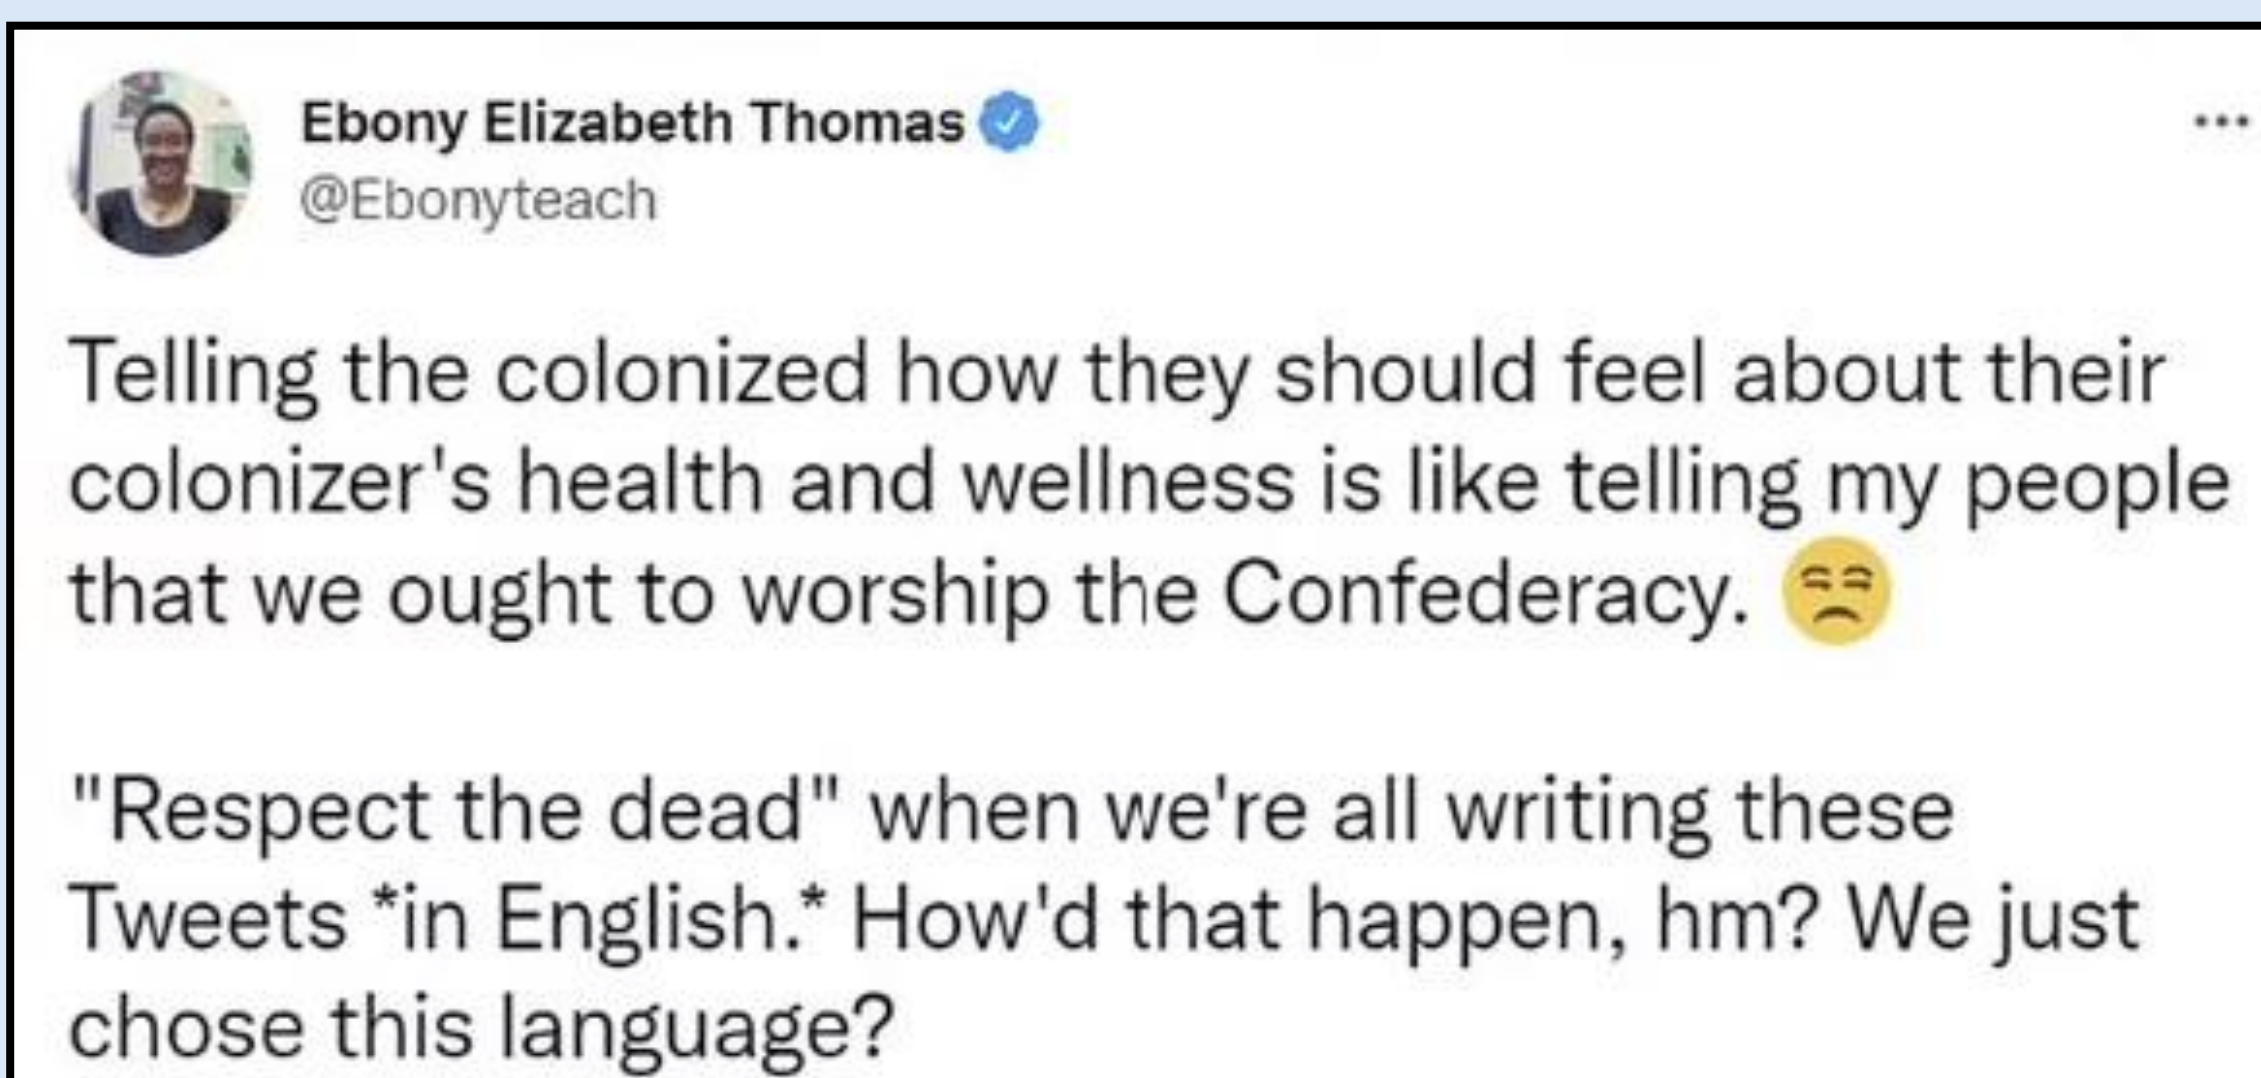 Ebony Elizabeth Thomas
@Ebonyteach
Telling the colonized how they should feel about their
colonizer's health and wellness is like telling my people
that we ought to worship the Confederacy. 😒
"Respect the dead" when we're all writing these
Tweets *in English.* How'd that happen, hm? We just
chose this language?